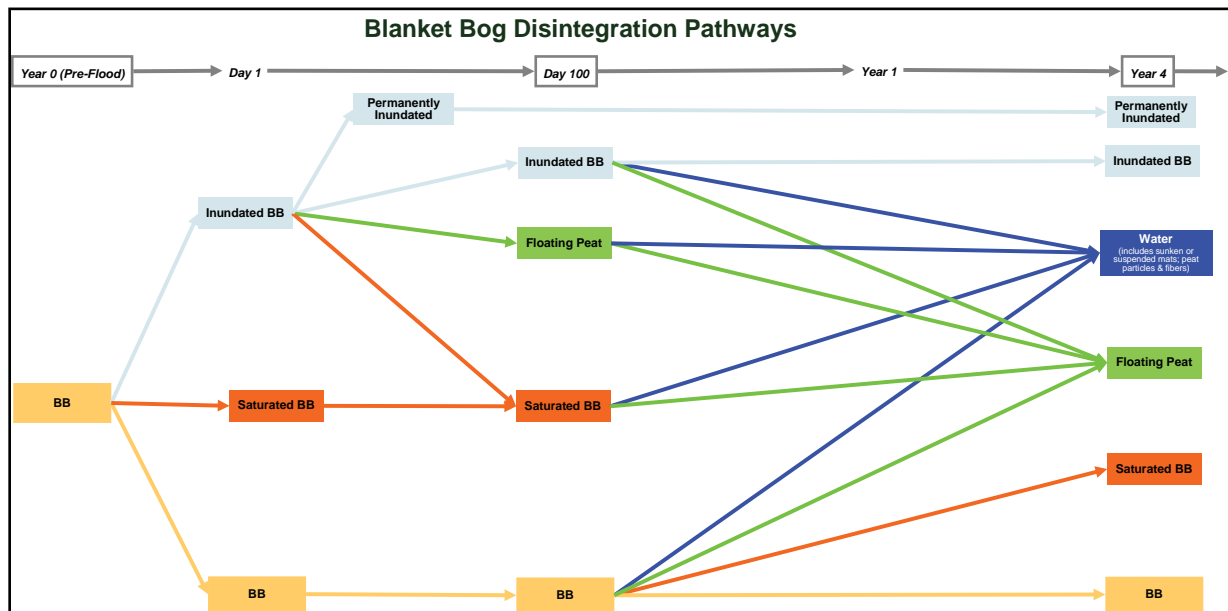 Blanket Bog Disintegration Pathways
Year 0 (Pre-Flood)
Day 1
Day 100
Year 1
Year 4
Permanently
Inundated
Permanently
Inundated
Inundated BB
Inundated BB
Inundated BB
Floating Peat
Water
(includes sunken or
suspended mats; peat
particles & fibers)
Floating Peat
BB
Saturated BB
Saturated BB
Saturated BB
BB
BB
BB